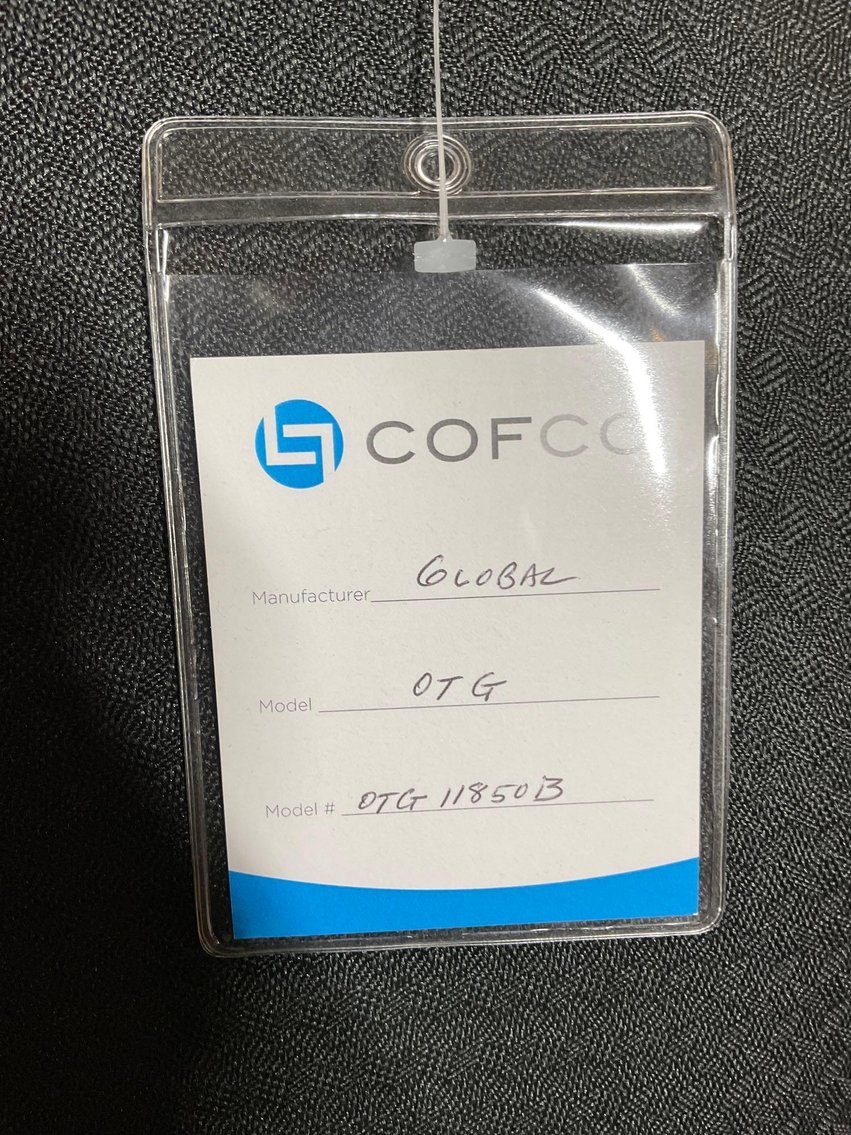 COFCO
Manufacturer GLOBAL
Model OTG
Model # OTG 11850B